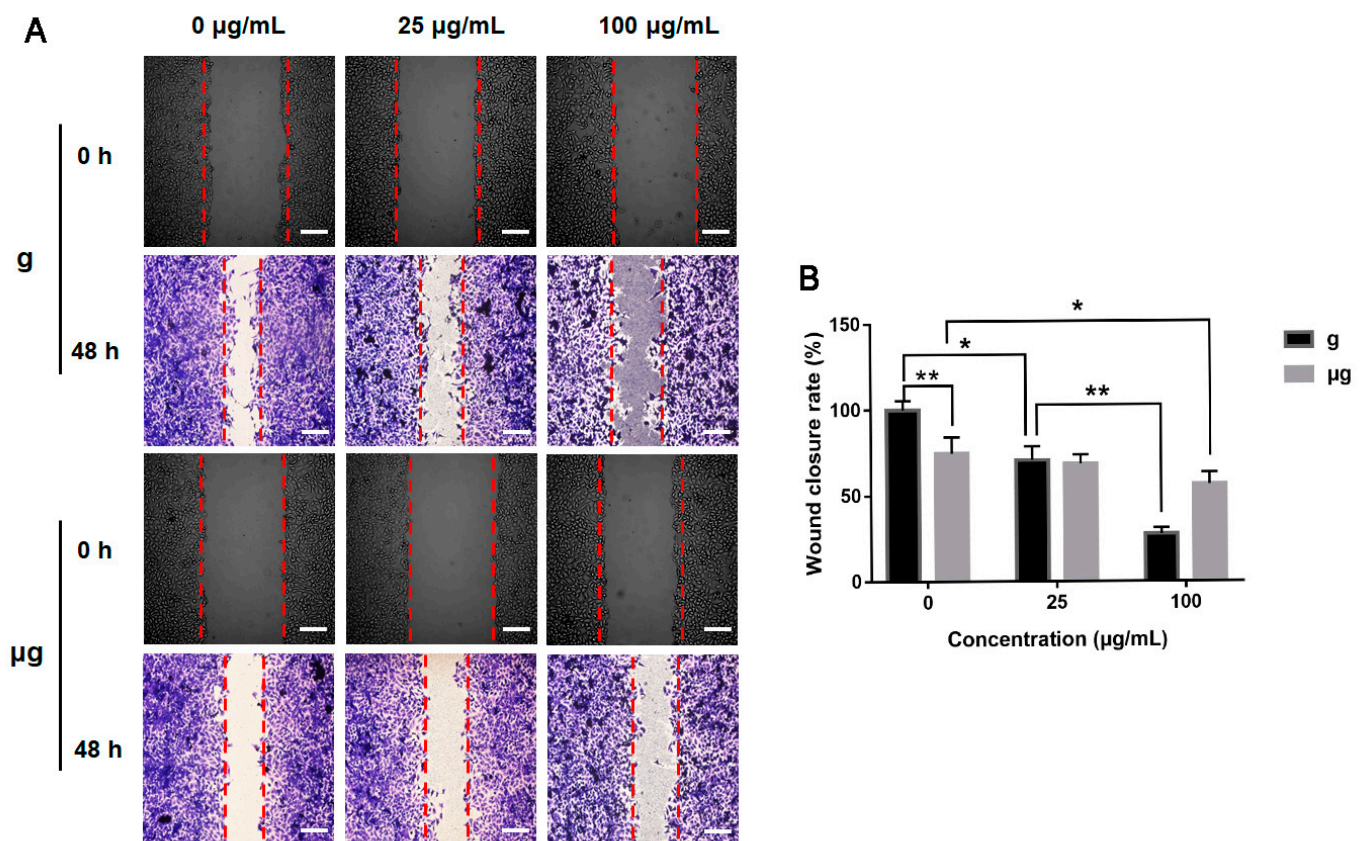 A
0 µg/mL 25 µg/mL 100 µg/mL
g
0 h
48 h
µg
0 h
48 h
B
Wound closure rate (%)
150
100
50
0
*
*
**
**
g
µg
0 25 100
Concentration (µg/mL)